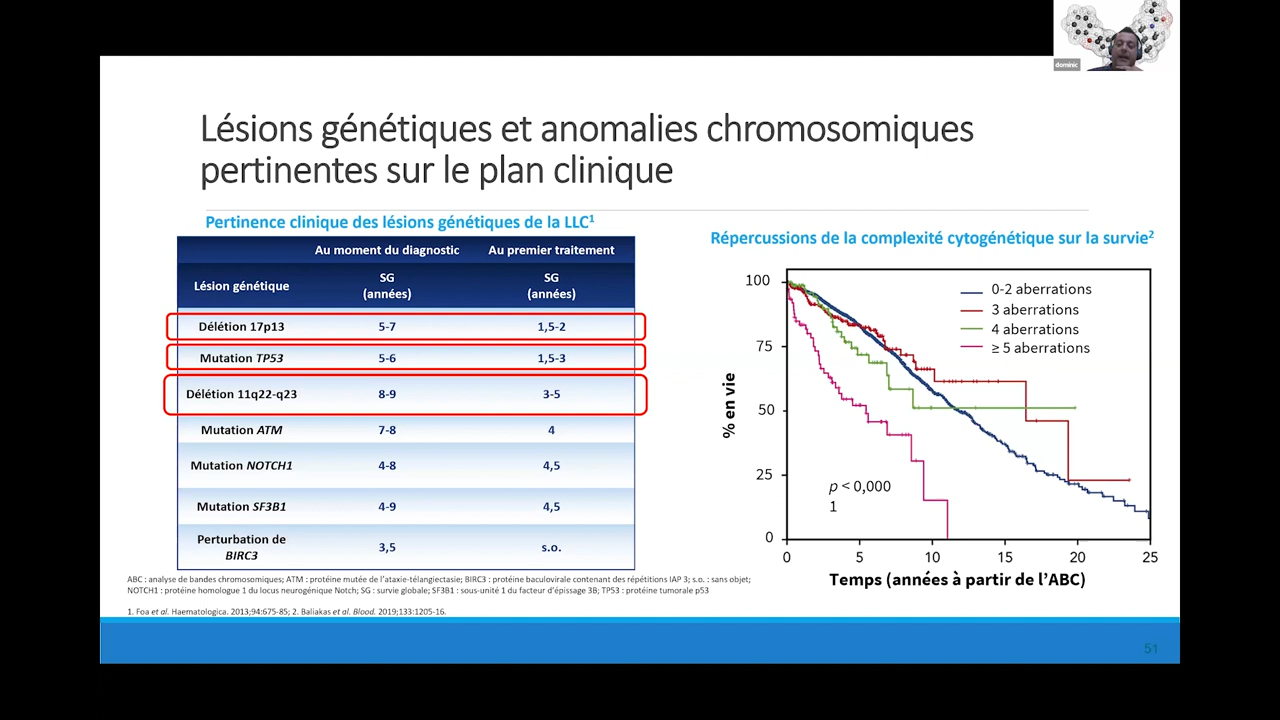 dominic
Lésions génétiques et anomalies chromosomiques
pertinentes sur le plan clinique
Pertinence clinique des lésions génétiques de la LLC1
Au moment du diagnostic Au premier traitement
Lésion génétique SG (années) SG (années)
Délétion 17p13 5-7 1,5-2
Mutation TP53 5-6 1,5-3
Délétion 11q22-q23 8-9 3-5
Mutation ATM 7-8 4
Mutation NOTCH1 4-8 4,5
Mutation SF3B1 4-9 4,5
Perturbation de BIRC3 3,5 s.o.
Répercussions de la complexité cytogénétique sur la survie2
% en vie
100
75
50
25
0
0-2 aberrations
3 aberrations
4 aberrations
≥ 5 aberrations
p < 0,000
1
0 5 10 15 20 25
Temps (années à partir de l’ABC)
ABC : analyse de bandes chromosomiques; ATM : protéine mutée de l’ataxie-télangiectasie; BIRC3 : protéine baculovirale contenant des répétitions IAP 3; s.o. : sans objet;
NOTCH1 : protéine homologue 1 du locus neurogénique Notch; SG : survie globale; SF3B1 : sous-unité 1 du facteur d’épissage 3B; TP53 : protéine tumorale p53
1. Foa et al. Haematologica. 2013;94:675-85; 2. Baliakas et al. Blood. 2019;133:1205-16.
51